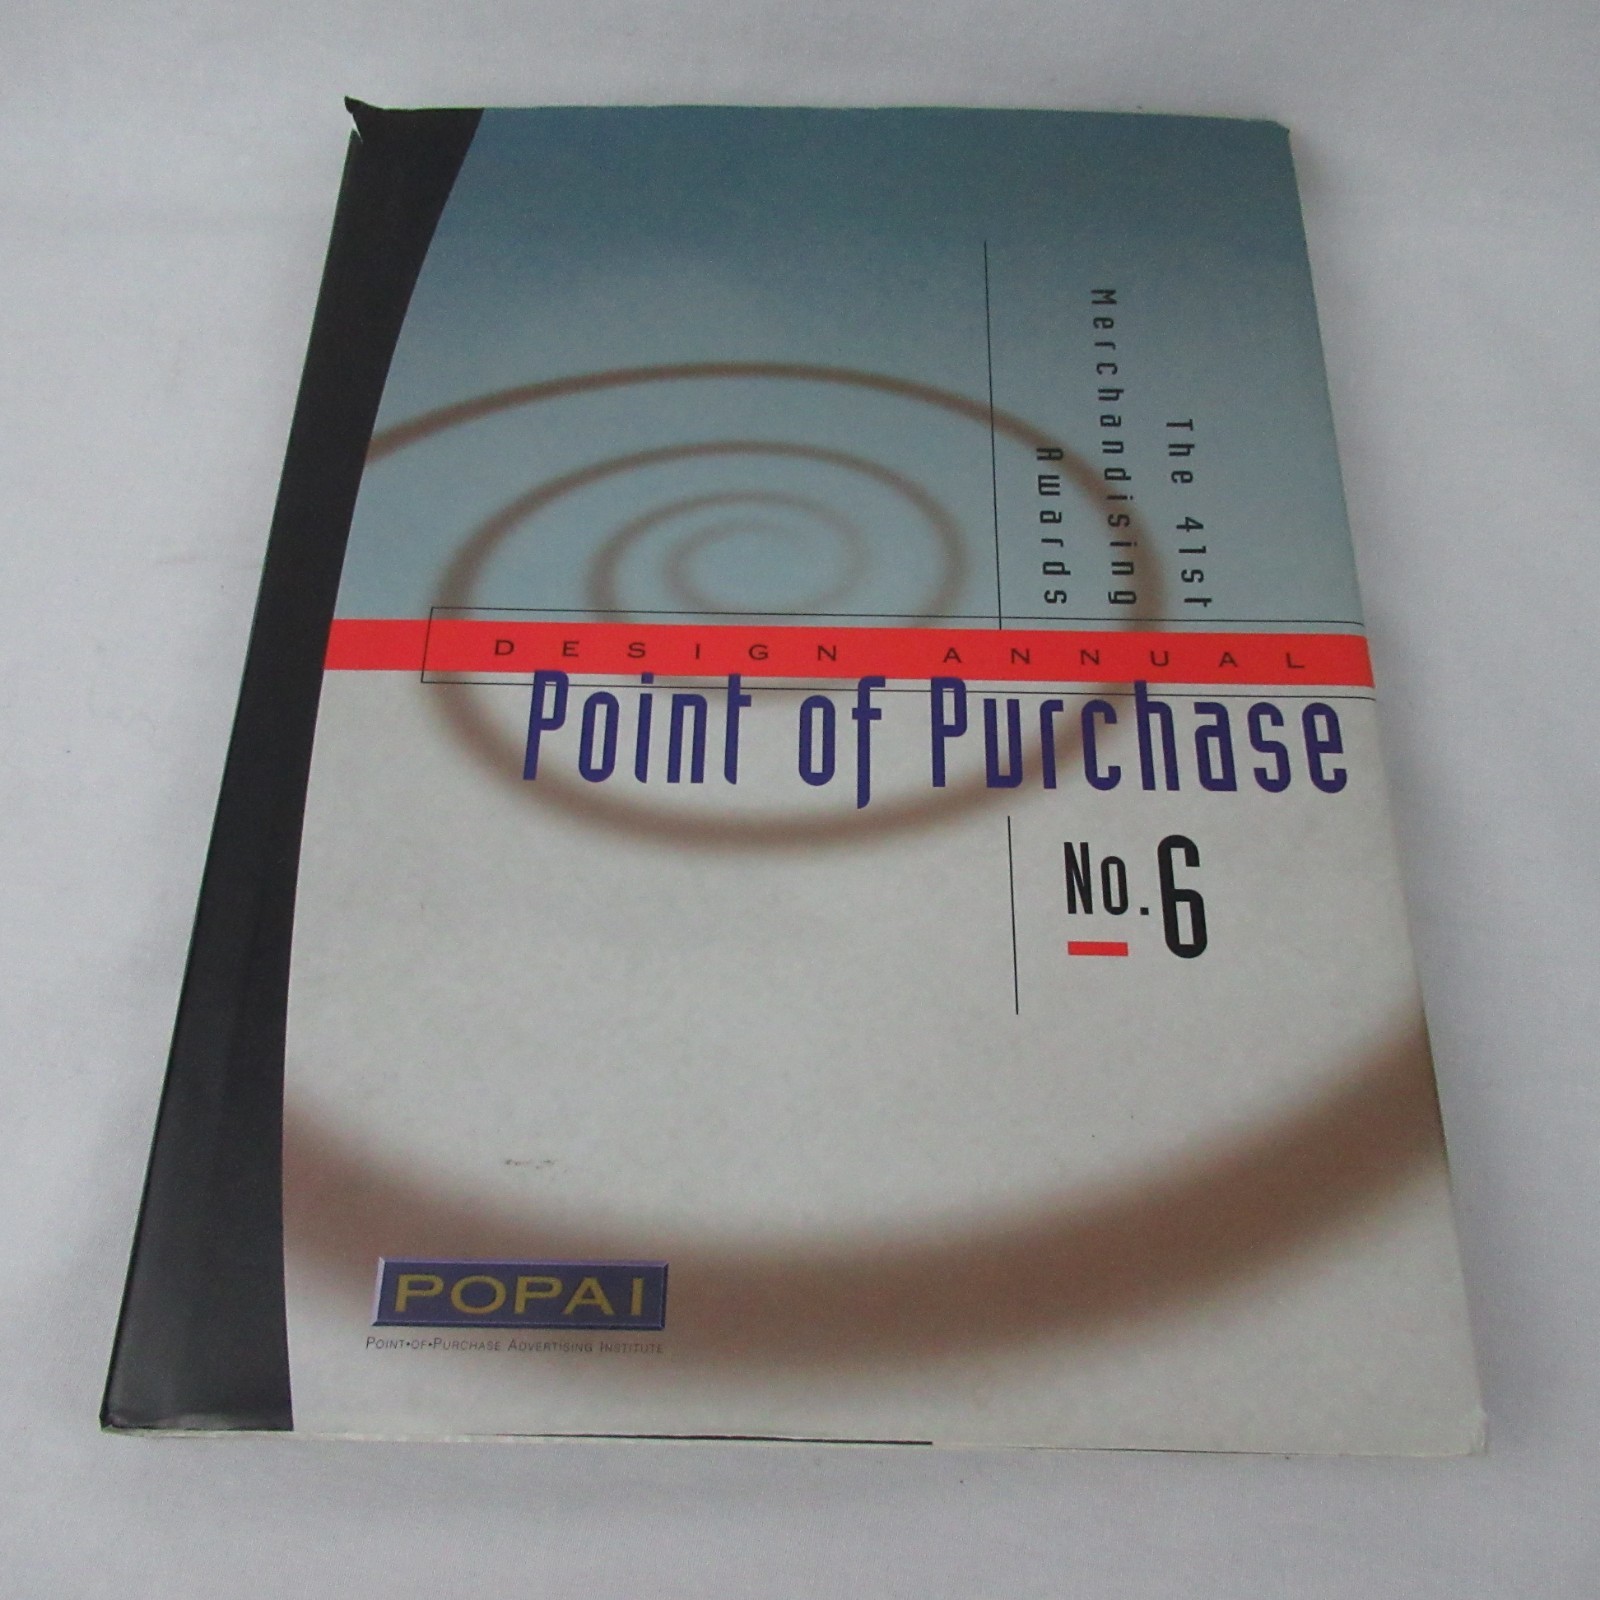 The 41st
Merchandising
Awards
DESIGN ANNUAL
Point of Purchase
No. 6
POPAI
POINT•OF•PURCHASE ADVERTISING INSTITUTE